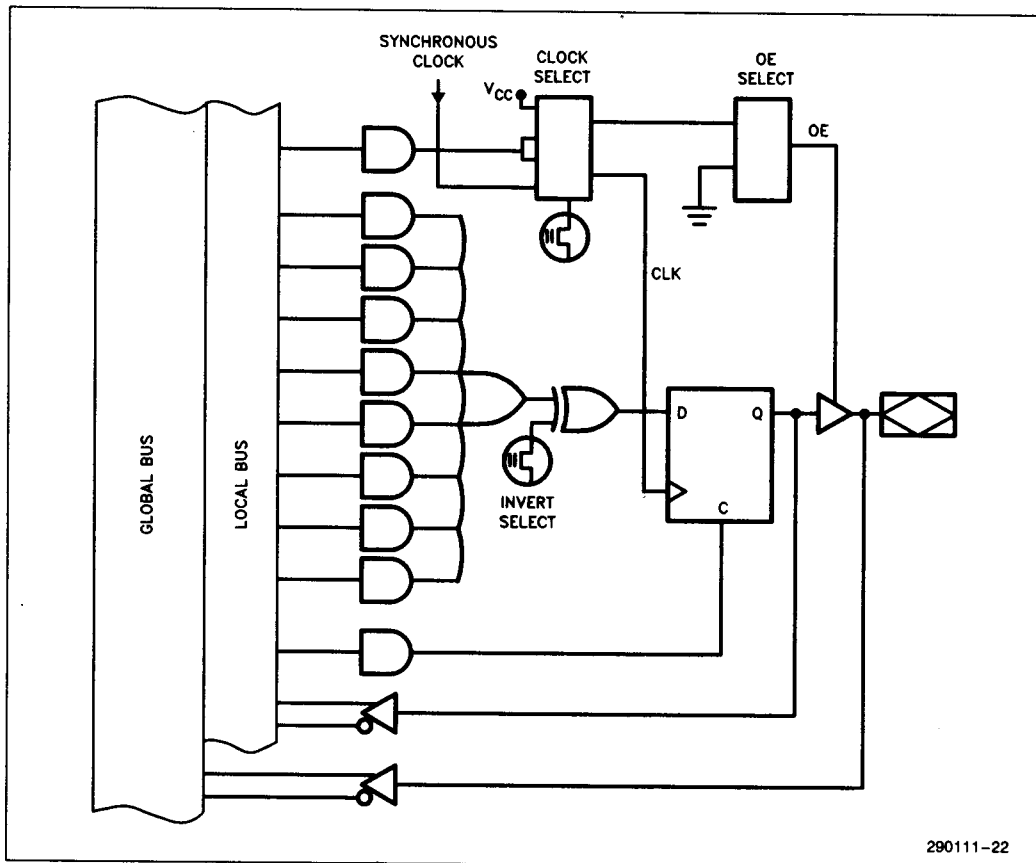 SYNCHRONOUS
CLOCK
CLOCK
SELECT
OE
SELECT
VCC
OE
CLK
D
Q
C
INVERT
SELECT
GLOBAL BUS
LOCAL BUS
290111-22